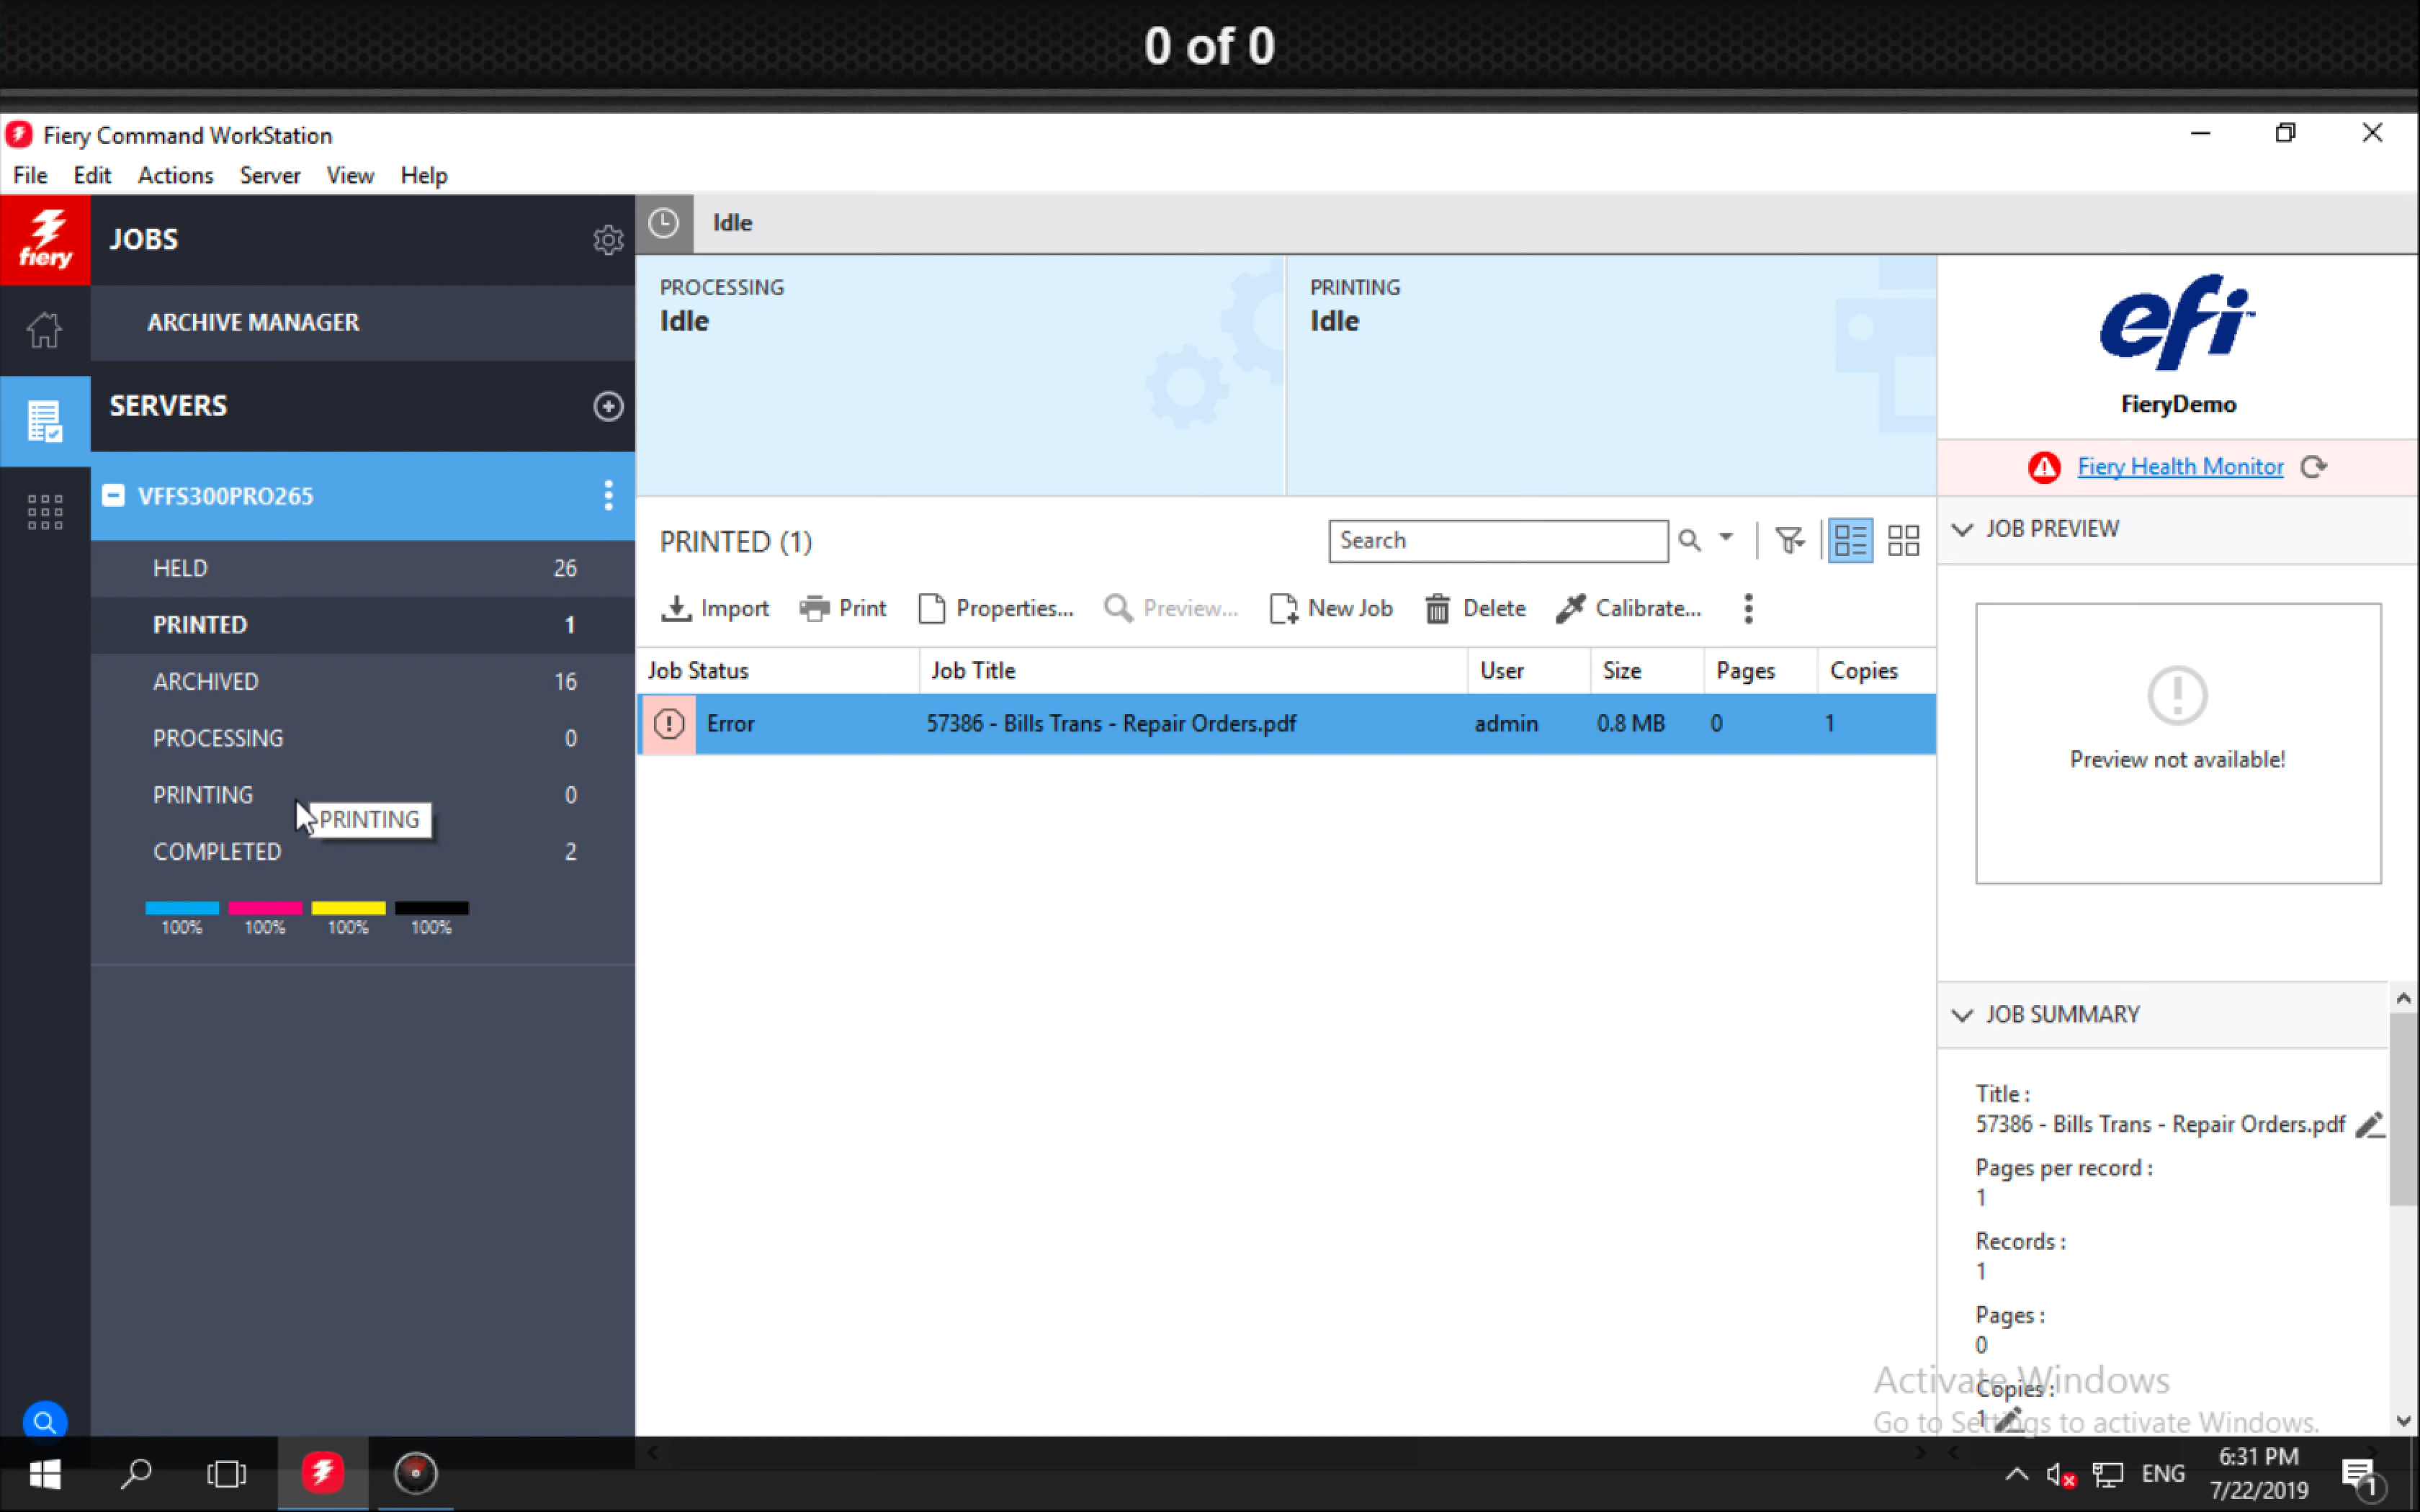 0 of 0
Fiery Command WorkStation
File Edit Actions Server View Help
fiery
JOBS
ARCHIVE MANAGER
SERVERS
VFFS300PRO265
HELD 26
PRINTED 1
ARCHIVED 16
PROCESSING 0
PRINTING 0
PRINTING
COMPLETED 2
100% 100% 100% 100%
Idle
PROCESSING
Idle
PRINTING
Idle
PRINTED (1)
Search
Import Print Properties... Preview... New Job Delete Calibrate...
Job Status Job Title User Size Pages Copies
Error 57386 - Bills Trans - Repair Orders.pdf admin 0.8 MB 0 1
efi
FieryDemo
Fiery Health Monitor
JOB PREVIEW
Preview not available!
JOB SUMMARY
Title :
57386 - Bills Trans - Repair Orders.pdf
Pages per record :
1
Records :
1
Pages :
0
Copies :
1
Activate Windows
Go to Settings to activate Windows.
ENG
6:31 PM
7/22/2019
1